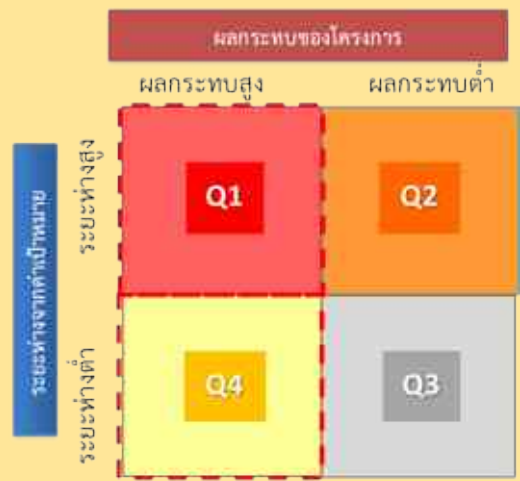 ผลกระทบของโครงการ
ผลกระทบสูง
ผลกระทบต่ำ
ระยะห่างจากค่าเป้าหมาย
ระยะห่างสูง
Q1
Q2
ระยะห่างต่ำ
Q4
Q3